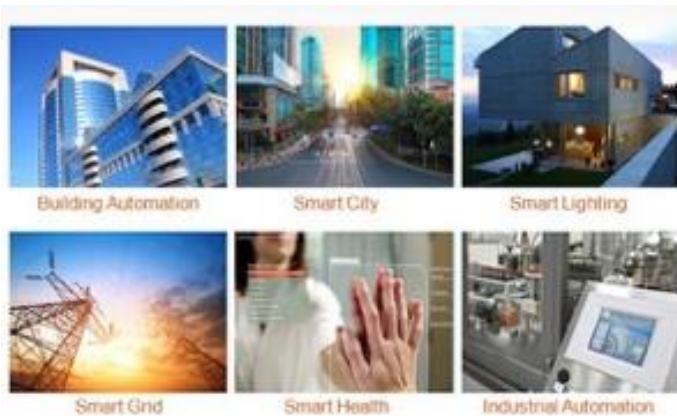 Building Automation
Smart City
Smart Lighting
Smart Grid
Smart Health
Industrial Automation